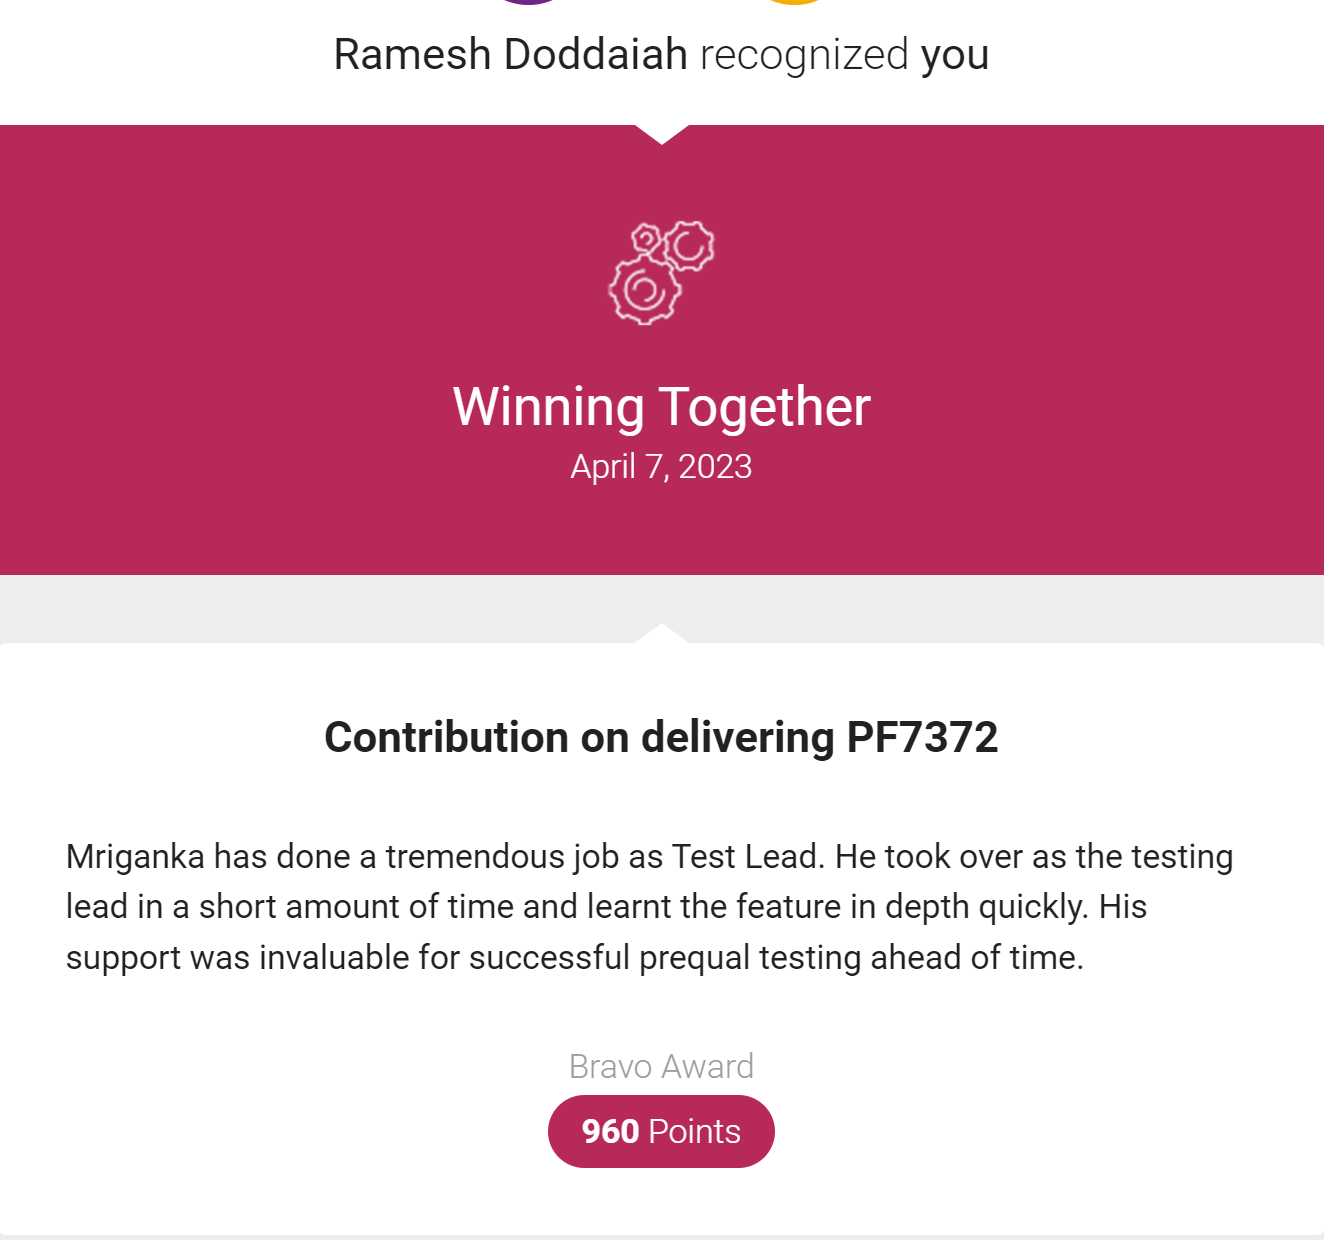 Ramesh Doddaiah recognized you
Winning Together
April 7, 2023
Contribution on delivering PF7372
Mriganka has done a tremendous job as Test Lead. He took over as the testing
lead in a short amount of time and learnt the feature in depth quickly. His
support was invaluable for successful prequal testing ahead of time.
Bravo Award
960 Points